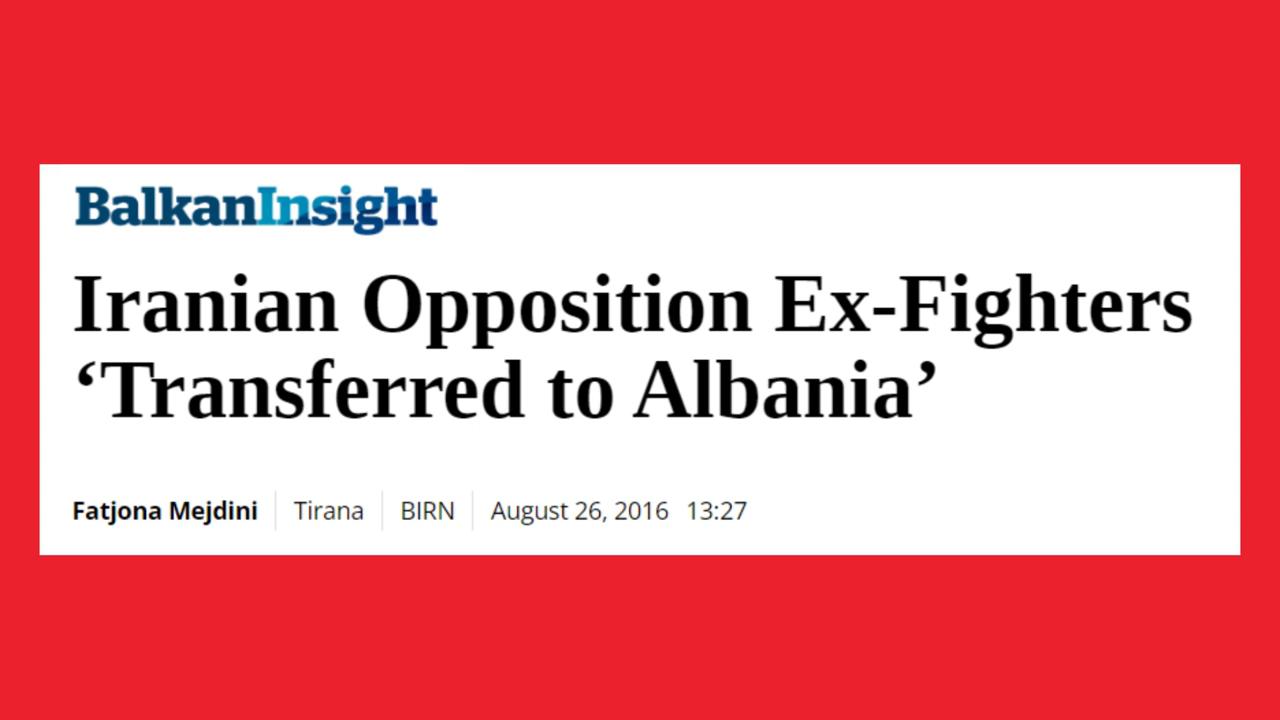 BalkanInsight
Iranian Opposition Ex-Fighters
‘Transferred to Albania’
Fatjona Mejdini Tirana BIRN August 26, 2016 13:27